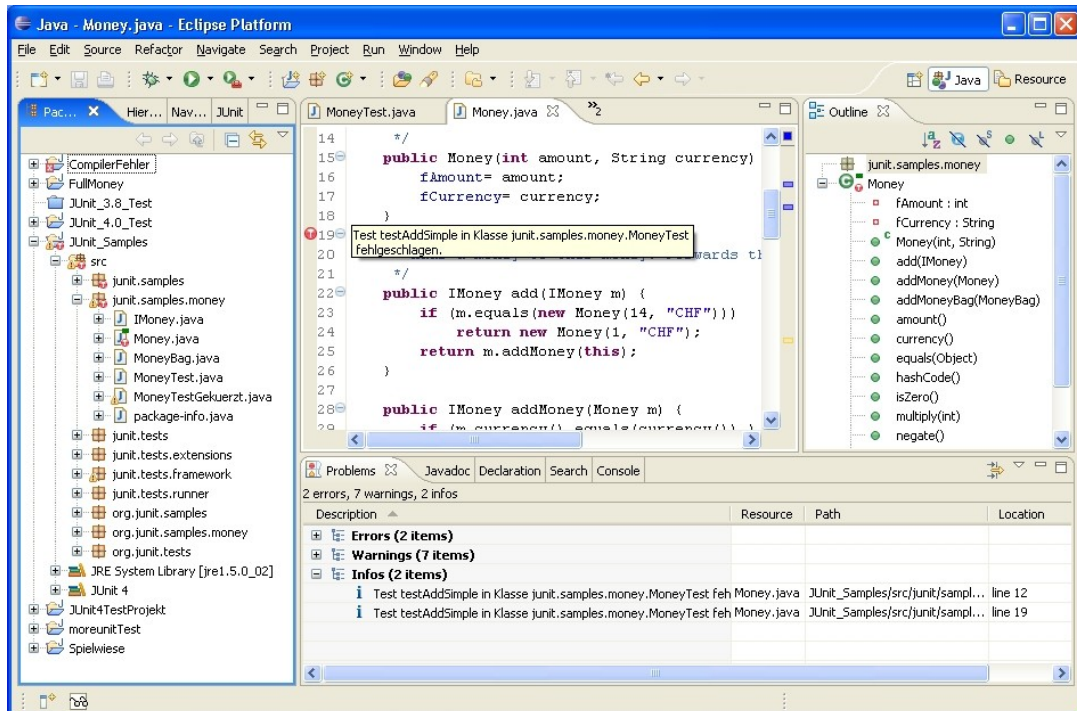 Java - Money.java - Eclipse Platform
File Edit Source Refactor Navigate Search Project Run Window Help
Java Resource
Pac... Hier... Nav... JUnit
CompilerFehler
FullMoney
JUnit_3.8_Test
JUnit_4.0_Test
JUnit_Samples
src
junit.samples
junit.samples.money
IMoney.java
Money.java
MoneyBag.java
MoneyTest.java
MoneyTestGekuerzt.java
package-info.java
junit.tests
junit.tests.extensions
junit.tests.framework
junit.tests.runner
org.junit.samples
org.junit.samples.money
org.junit.tests
JRE System Library [jre1.5.0_02]
JUnit 4
JUnit4TestProjekt
moreunitTest
Spielwiese
MoneyTest.java Money.java »2
14 */
15 public Money(int amount, String currency)
16 fAmount= amount;
17 fCurrency= currency;
18 }
19
Test testAddSimple in Klasse junit.samples.money.MoneyTest
fehlgeschlagen.
20
21 */
22 public IMoney add(IMoney m) {
23 if (m.equals(new Money(14, "CHF")))
24 return new Money(1, "CHF");
25 return m.addMoney(this);
26 }
27
28 public IMoney addMoney(Money m) {
29 if (m.currency().equals(currency()) )
Outline
junit.samples.money
Money
fAmount : int
fCurrency : String
Money(int, String)
add(IMoney)
addMoney(Money)
addMoneyBag(MoneyBag)
amount()
currency()
equals(Object)
hashCode()
isZero()
multiply(int)
negate()
Problems Javadoc Declaration Search Console
2 errors, 7 warnings, 2 infos
Description Resource Path Location
Errors (2 items)
Warnings (7 items)
Infos (2 items)
Test testAddSimple in Klasse junit.samples.money.MoneyTest feh Money.java JUnit_Samples/src/junit/sampl... line 12
Test testAddSimple in Klasse junit.samples.money.MoneyTest feh Money.java JUnit_Samples/src/junit/sampl... line 19